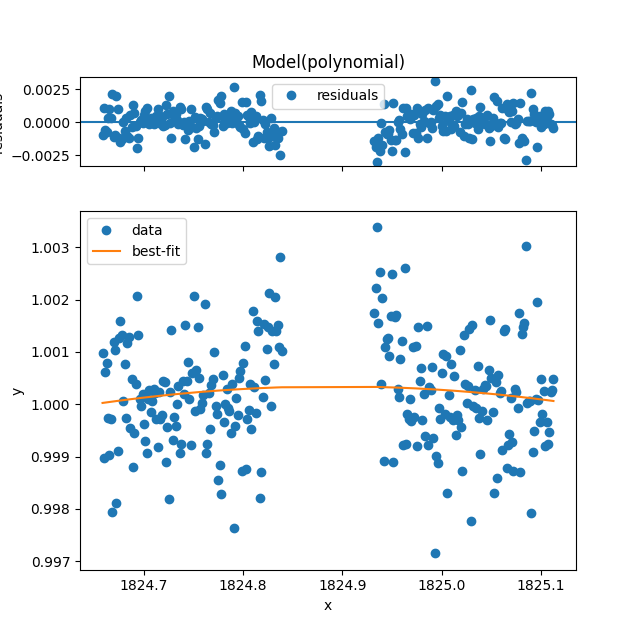 Model(polynomial)
0.0025
0.0000
−0.0025
residuals
residuals
1.003
1.002
1.001
1.000
0.999
0.998
0.997
y
data
best-fit
1824.7
1824.8
1824.9
1825.0
1825.1
x